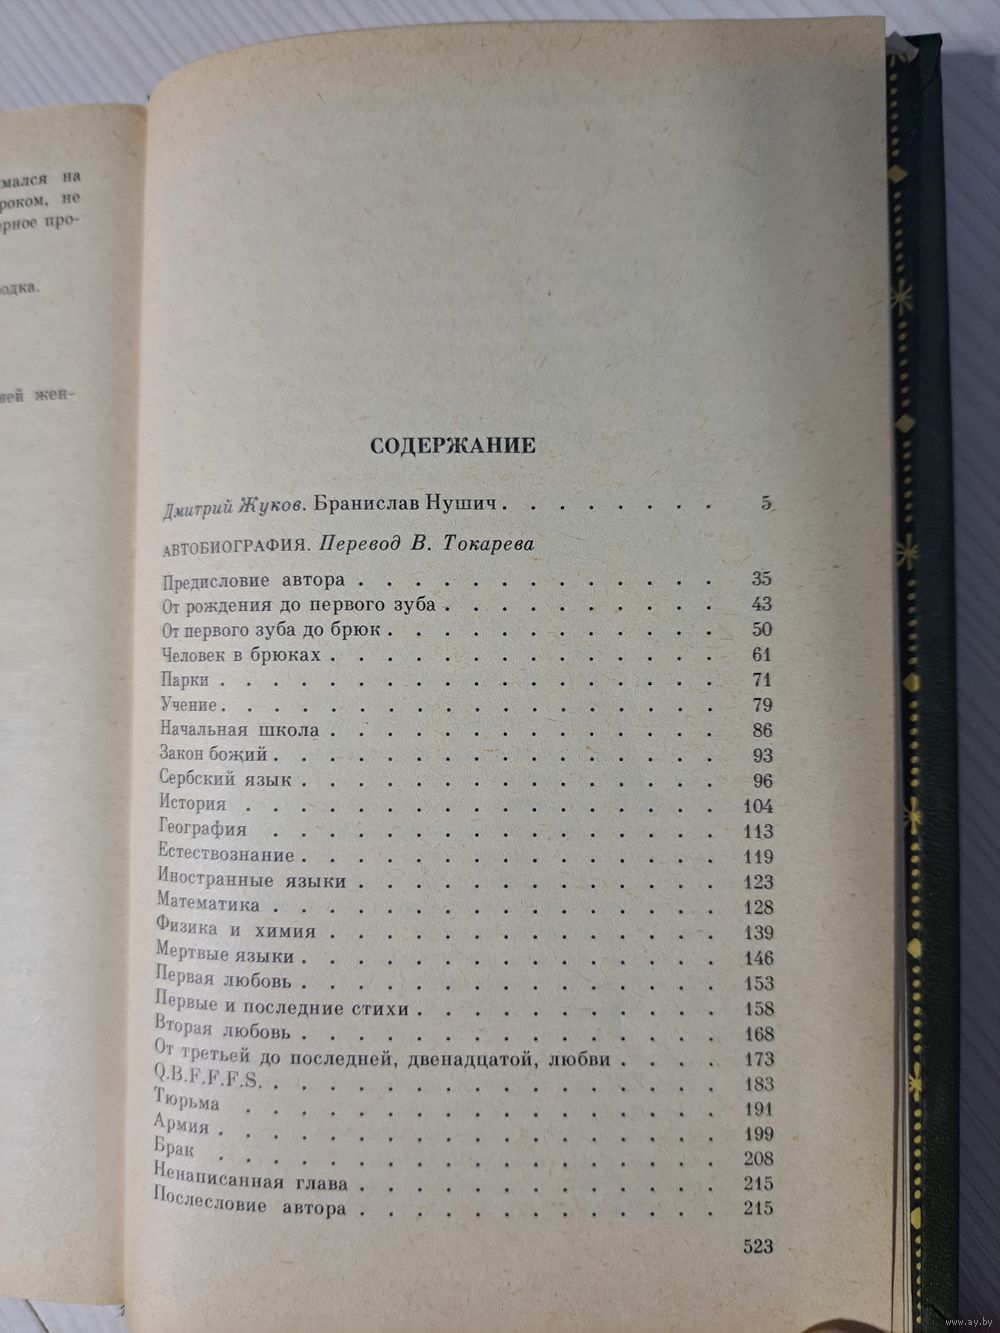 мался на
роком, не
рное про-
одка.
ней жен-
СОДЕРЖАНИЕ
Дмитрий Жуков. Браниcлав Нушич . . . . . . . . 5
АВТОБИОГРАФИЯ. Перевод В. Токарева
Предисловие автора . . . . . . . . . . . . . 35
От рождения до первого зуба . . . . . . . . . . 43
От первого зуба до брюк . . . . . . . . . . . . 50
Человек в брюках . . . . . . . . . . . . . . 61
Парки . . . . . . . . . . . . . . . . . . 71
Учение . . . . . . . . . . . . . . . . . . 79
Начальная школа . . . . . . . . . . . . . . 86
Закон божий . . . . . . . . . . . . . . . . 93
Сербский язык . . . . . . . . . . . . . . . 96
История . . . . . . . . . . . . . . . . . 104
География . . . . . . . . . . . . . . . . 113
Естествознание . . . . . . . . . . . . . . . 119
Иностранные языки . . . . . . . . . . . . . 123
Математика . . . . . . . . . . . . . . . . 128
Физика и химия . . . . . . . . . . . . . . 139
Мертвые языки . . . . . . . . . . . . . . . 146
Первая любовь . . . . . . . . . . . . . . . 153
Первые и последние стихи . . . . . . . . . . . 158
Вторая любовь . . . . . . . . . . . . . . . 168
От третьей до последней, двенадцатой, любви . . . . 173
Q.B.F.F.F.S. . . . . . . . . . . . . . . . . 183
Тюрьма . . . . . . . . . . . . . . . . . 191
Армия . . . . . . . . . . . . . . . . . . 199
Брак . . . . . . . . . . . . . . . . . . 208
Ненаписанная глава . . . . . . . . . . . . . 215
Послесловие автора . . . . . . . . . . . . . 215
523
www.ay.by